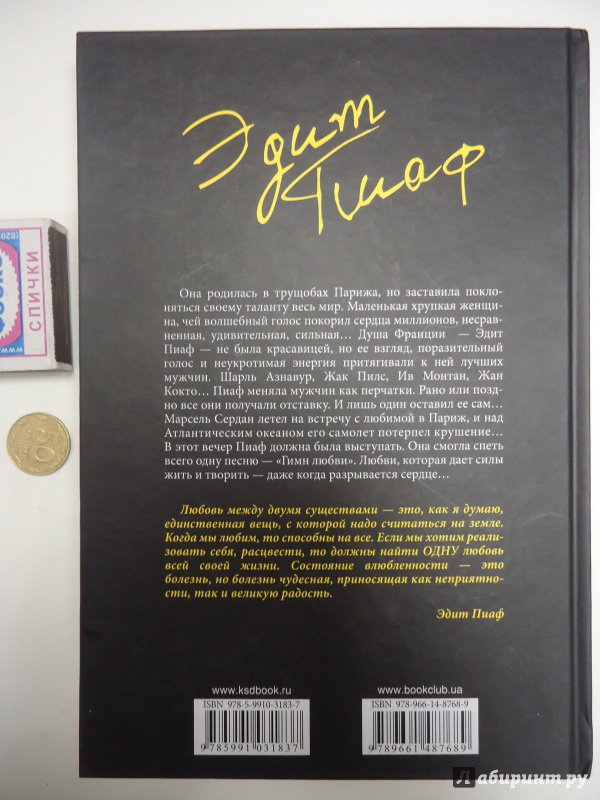 Эдит
Пиаф
СПИЧКИ
Она родилась в трущобах Парижа, но заставила покло-
няться своему таланту весь мир. Маленькая хрупкая женщи-
на, чей волшебный голос покорил сердца миллионов, несрав-
ненная, удивительная, сильная... Душа Франции — Эдит
Пиаф — не была красавицей, но ее взгляд, поразительный
голос и неукротимая энергия притягивали к ней лучших
мужчин. Шарль Азнавур, Жак Пилс, Ив Монтан, Жан
Кокто... Пиаф меняла мужчин как перчатки. Рано или позд-
но все они получали отставку. И лишь один оставил ее сам...
Марсель Сердан летел на встречу с любимой в Париж, и над
Атлантическим океаном его самолет потерпел крушение...
В этот вечер Пиаф должна была выступать. Она смогла спеть
всего одну песню — «Гимн любви». Любви, которая дает силы
жить и творить — даже когда разрывается сердце...
Любовь между двумя существами — это, как я думаю,
единственная вещь, с которой надо считаться на земле.
Когда мы любим, то способны на все. Если мы хотим реали-
зовать себя, расцвести, то должны найти ОДНУ любовь
всей своей жизни. Состояние влюбленности — это
болезнь, но болезнь чудесная, приносящая как неприятно-
сти, так и великую радость.
Эдит Пиаф
www.ksdbook.ru
ISBN 978-5-9910-3183-7
9 785991 031837
www.bookclub.ua
ISBN 978-966-14-8768-9
9 789661 487689
Лабиринт.ру